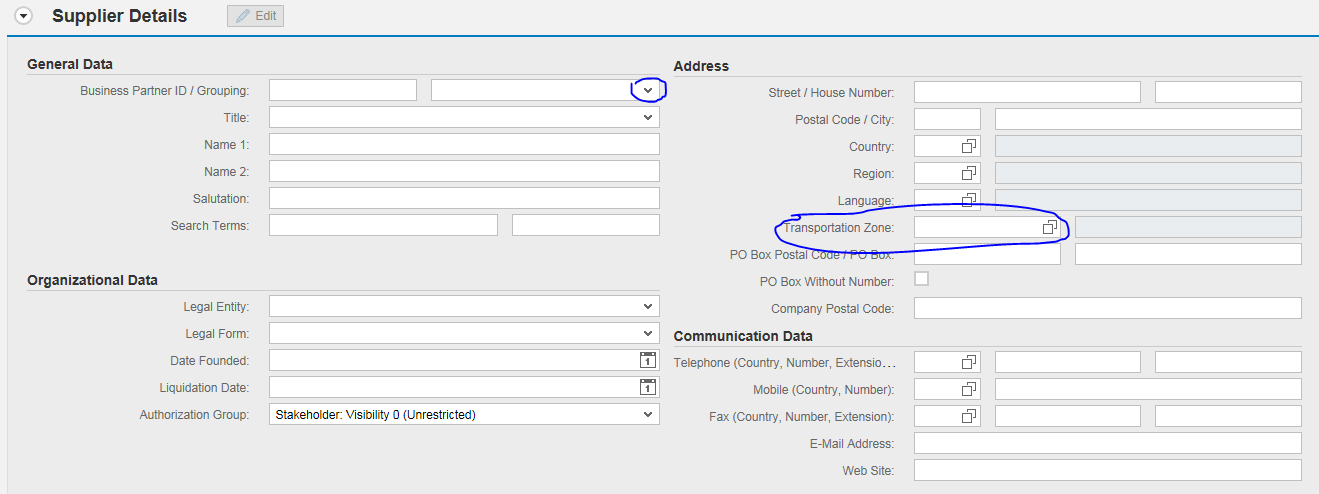 Supplier Details
Edit
General Data
Business Partner ID / Grouping:
Title:
Name 1:
Name 2:
Salutation:
Search Terms:
Organizational Data
Legal Entity:
Legal Form:
Date Founded:
1
Liquidation Date:
1
Authorization Group: Stakeholder: Visibility 0 (Unrestricted)
Address
Street / House Number:
Postal Code / City:
Country:
Region:
Language:
Transportation Zone:
PO Box Postal Code / PO Box:
PO Box Without Number:
Company Postal Code:
Communication Data
Telephone (Country, Number, Extensio...
Mobile (Country, Number):
Fax (Country, Number, Extension):
E-Mail Address:
Web Site: